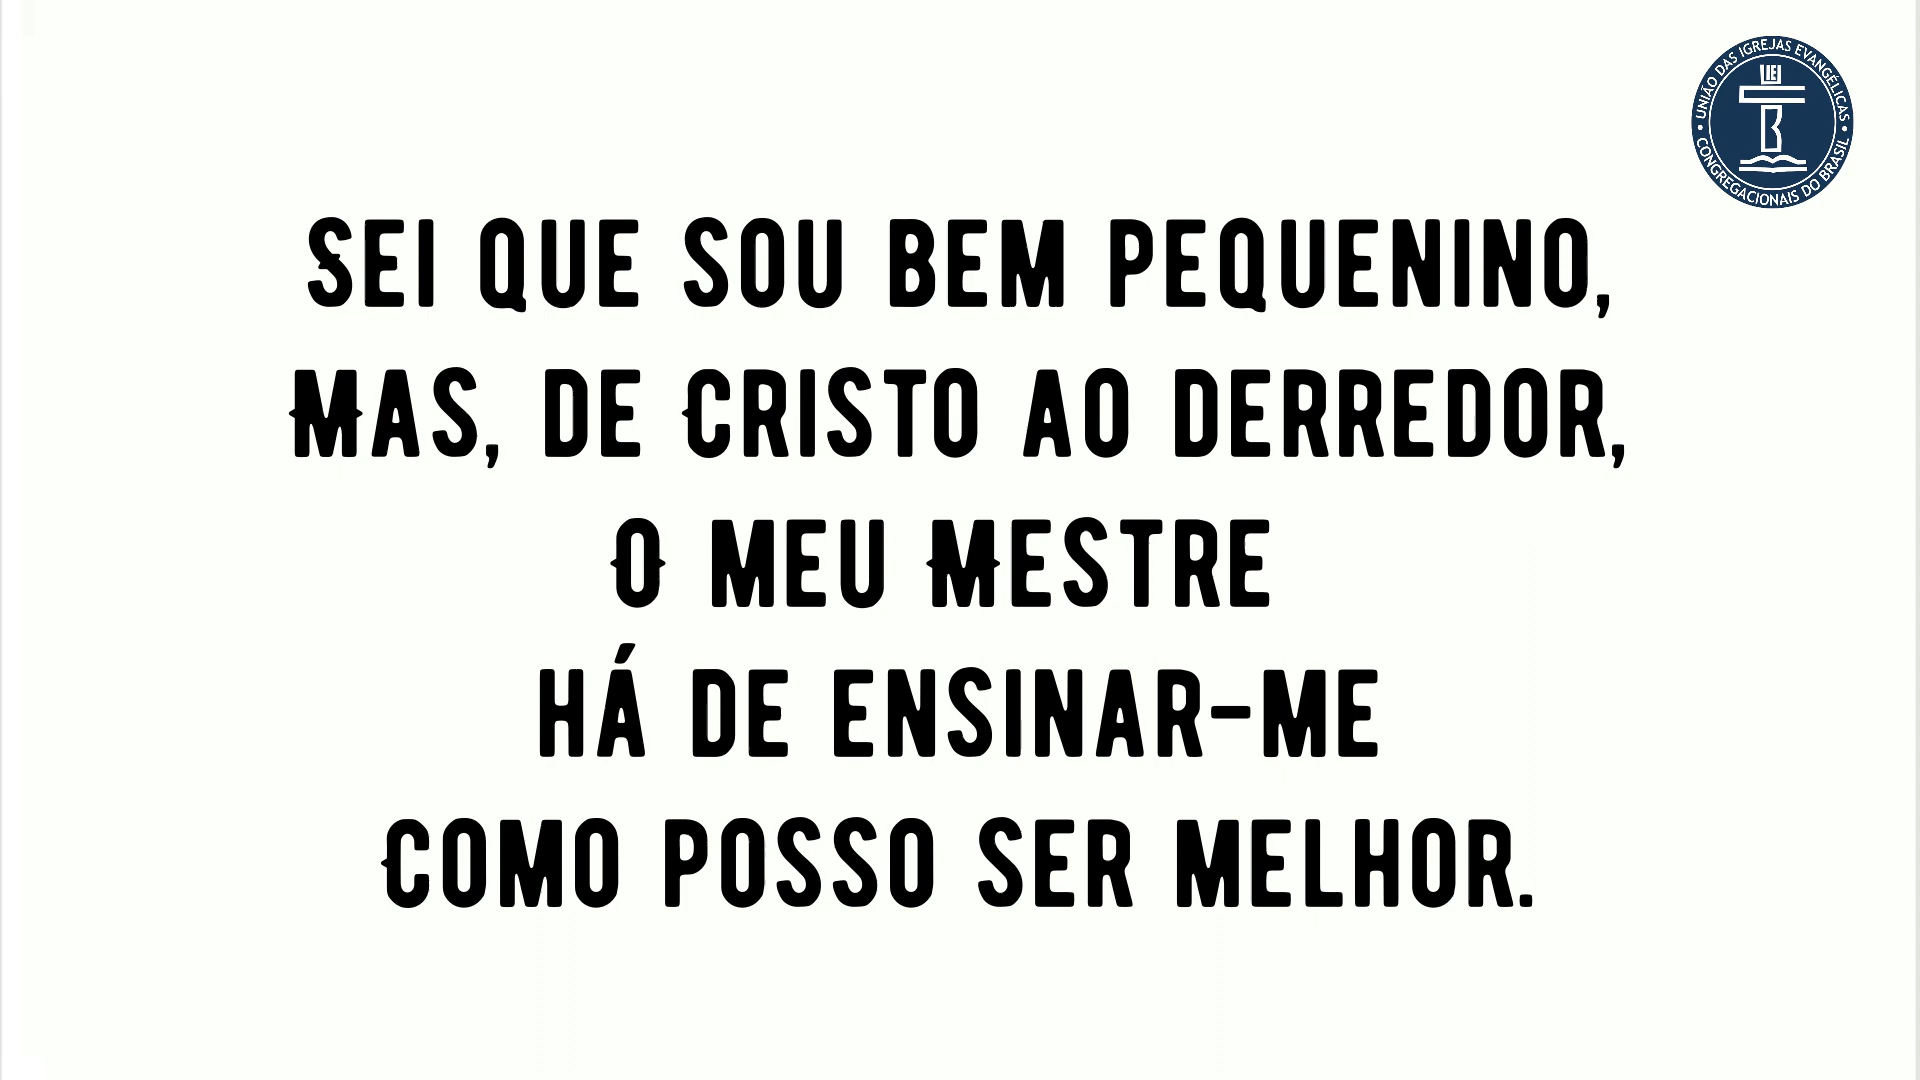 UNIÃO DAS IGREJAS EVANGÉLICAS
CONGREGACIONAIS DO BRASIL
SEI QUE SOU BEM PEQUENINO,
MAS, DE CRISTO AO DERREDOR,
O MEU MESTRE
HÁ DE ENSINAR-ME
COMO POSSO SER MELHOR.